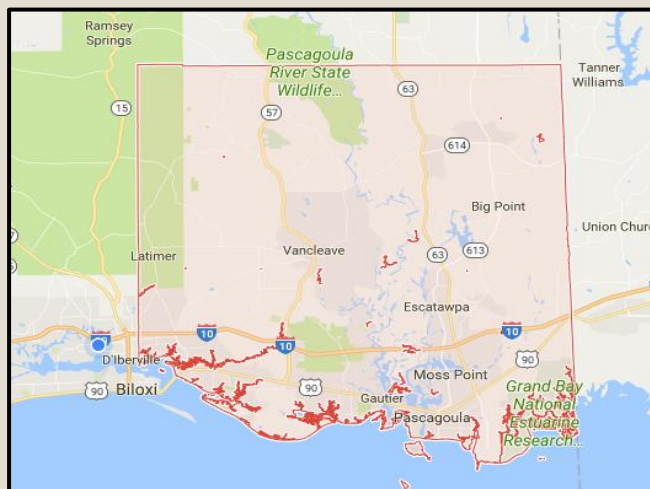 Ramsey
Springs
Pascagoula
River State
Wildlife...
Tanner
Williams
63
15
57
614
Big Point
Union Churc
Latimer
Vancleave
63
613
Escatawpa
10
10
10
D'Iberville
90
Moss Point
90
Biloxi
90
Gautier
Grand Bay
National
Estuarine
Research...
Pascagoula